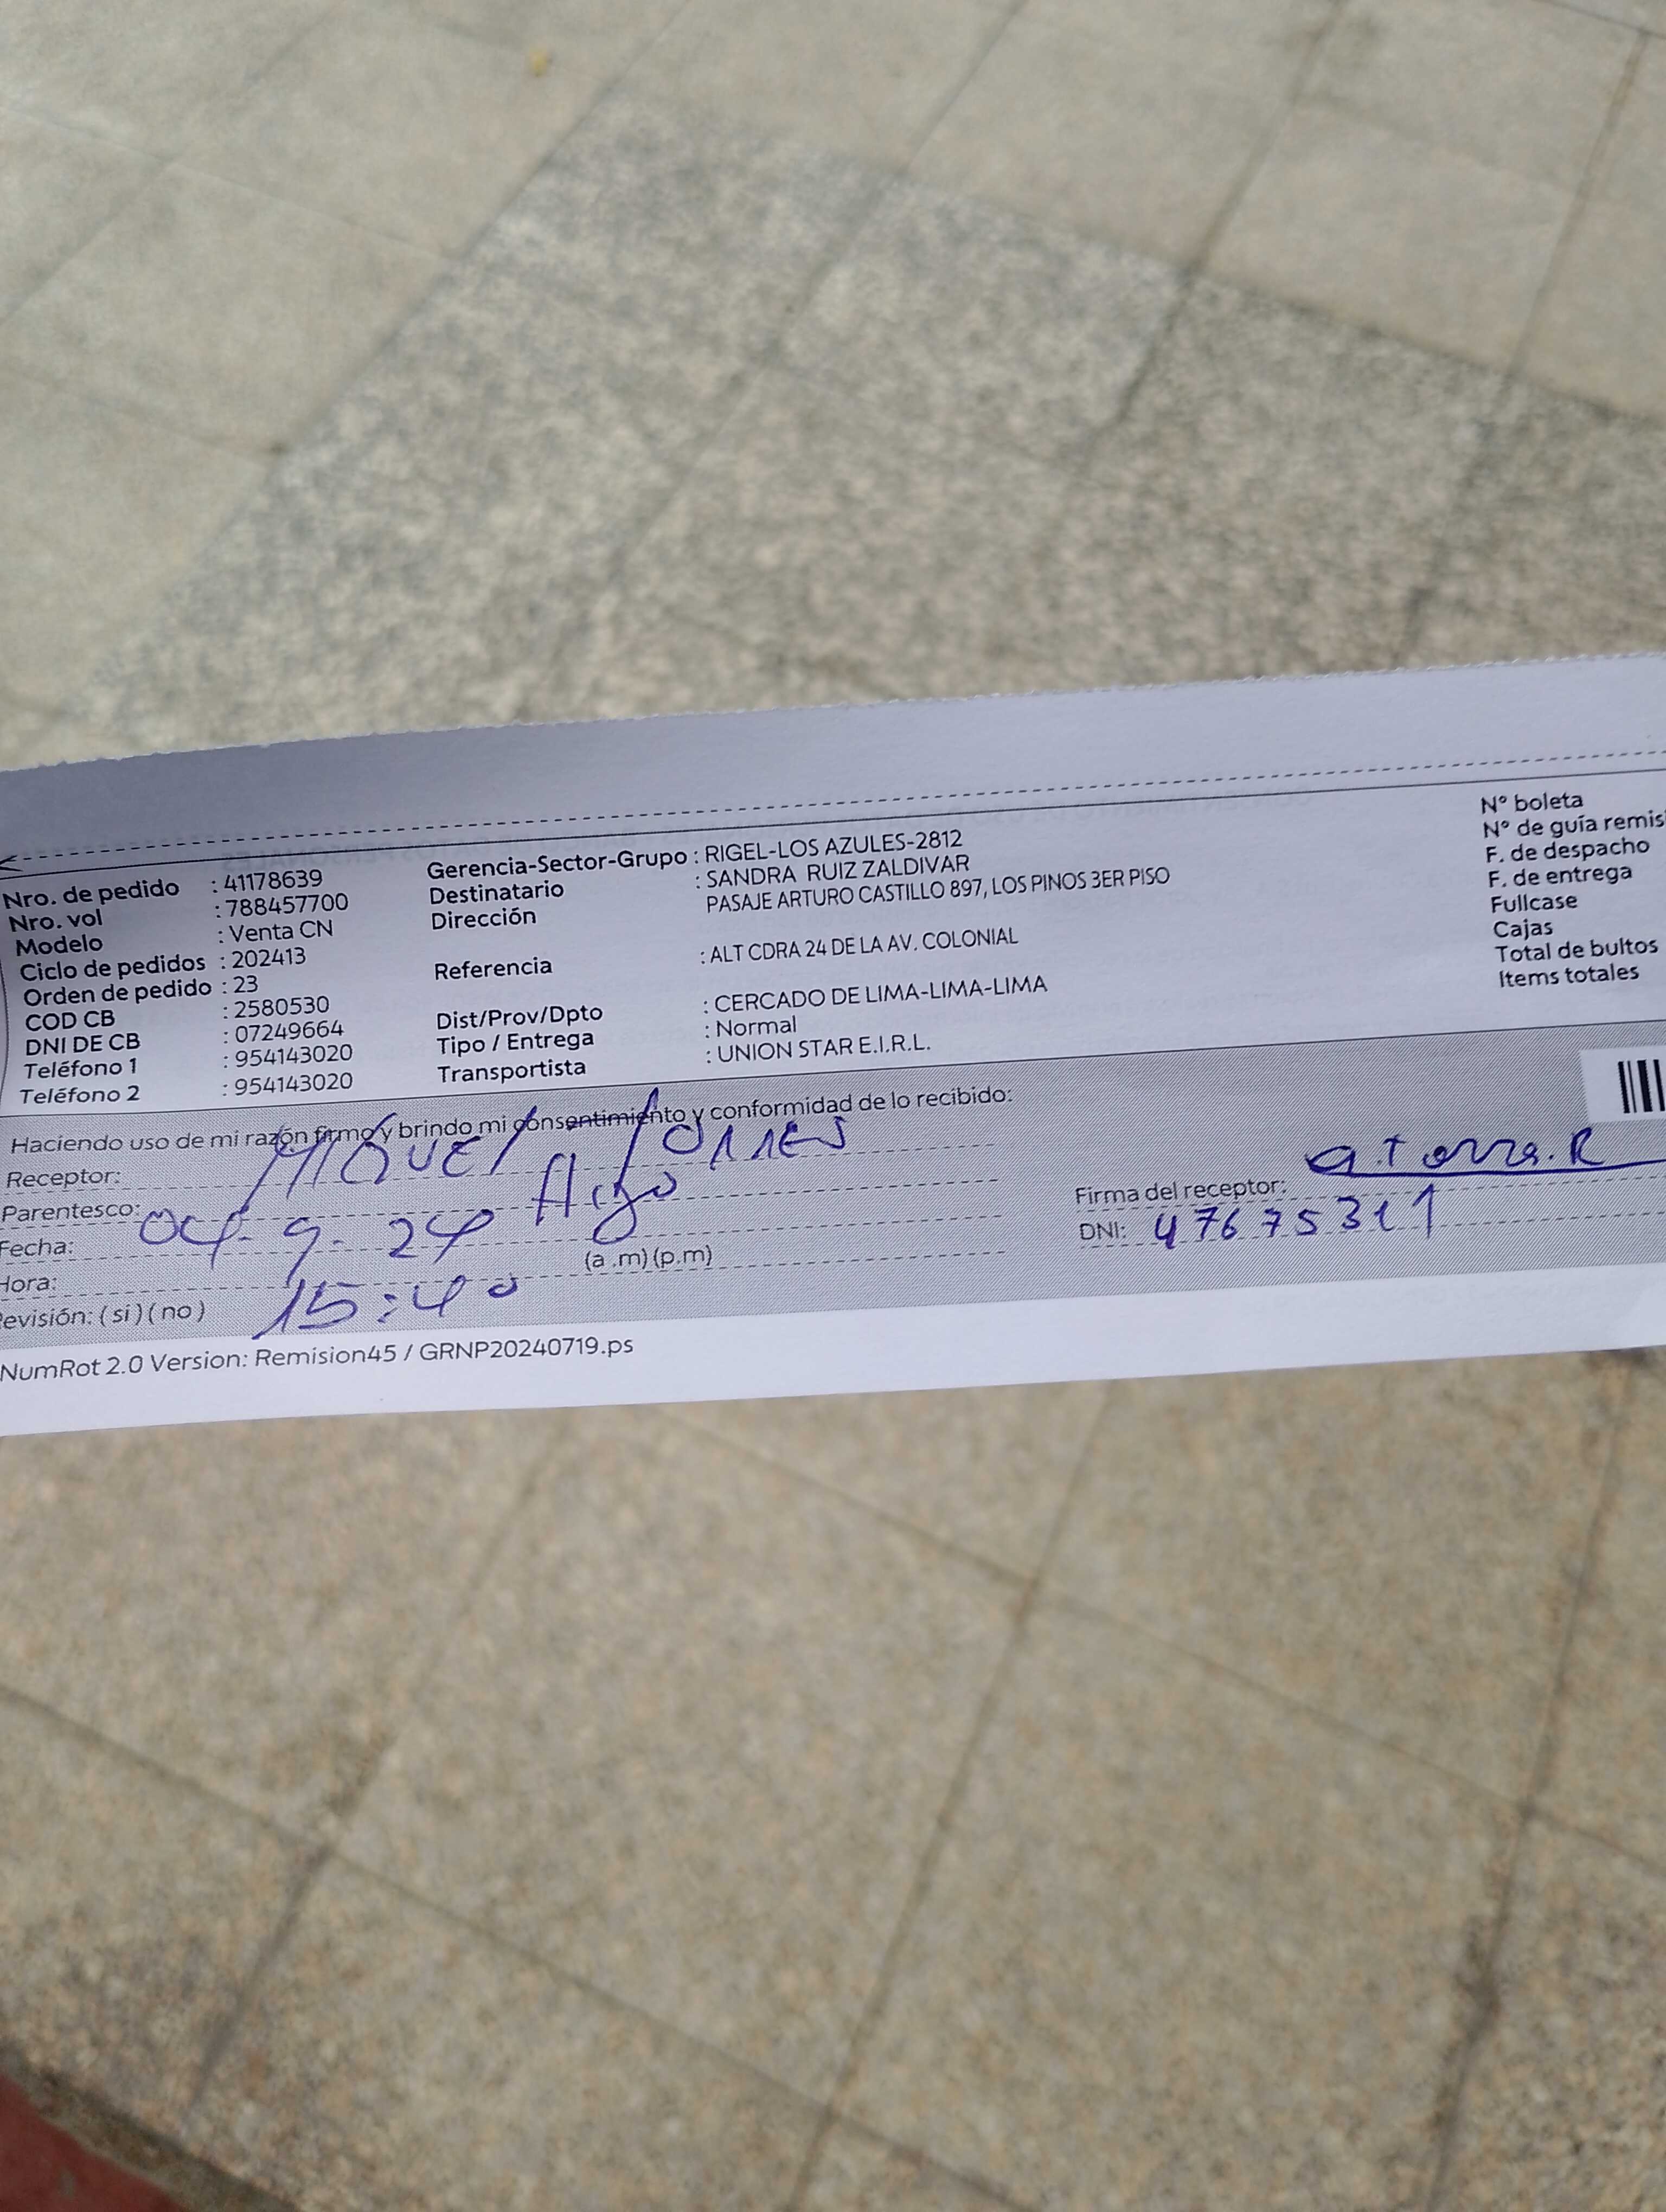 Nro. de pedido : 41178639
Nro. vol : 788457700
Modelo : Venta CN
Ciclo de pedidos : 202413
Orden de pedido : 23
COD CB : 2580530
DNI DE CB : 07249664
Teléfono 1 : 954143020
Teléfono 2 : 954143020
Gerencia-Sector-Grupo : RIGEL-LOS AZULES-2812
Destinatario : SANDRA RUIZ ZALDIVAR
Dirección PASAJE ARTURO CASTILLO 897, LOS PINOS 3ER PISO
Referencia : ALT CDRA 24 DE LA AV. COLONIAL
Dist/Prov/Dpto : CERCADO DE LIMA-LIMA-LIMA
Tipo / Entrega : Normal
Transportista : UNION STAR E.I.R.L.
N° boleta
N° de guía remis
F. de despacho
F. de entrega
Fullcase
Cajas
Total de bultos
Items totales
Haciendo uso de mi razón firmo y brindo mi consentimiento y conformidad de lo recibido:
Receptor: MIGUEL TORRES
Parentesco: Hijo
Fecha: 04-9-24
Hora: 15:40 (a .m) (p.m)
Revisión: ( si ) ( no )
Firma del receptor:
DNI: 47675311
NumRot 2.0 Version: Remision45 / GRNP20240719.ps